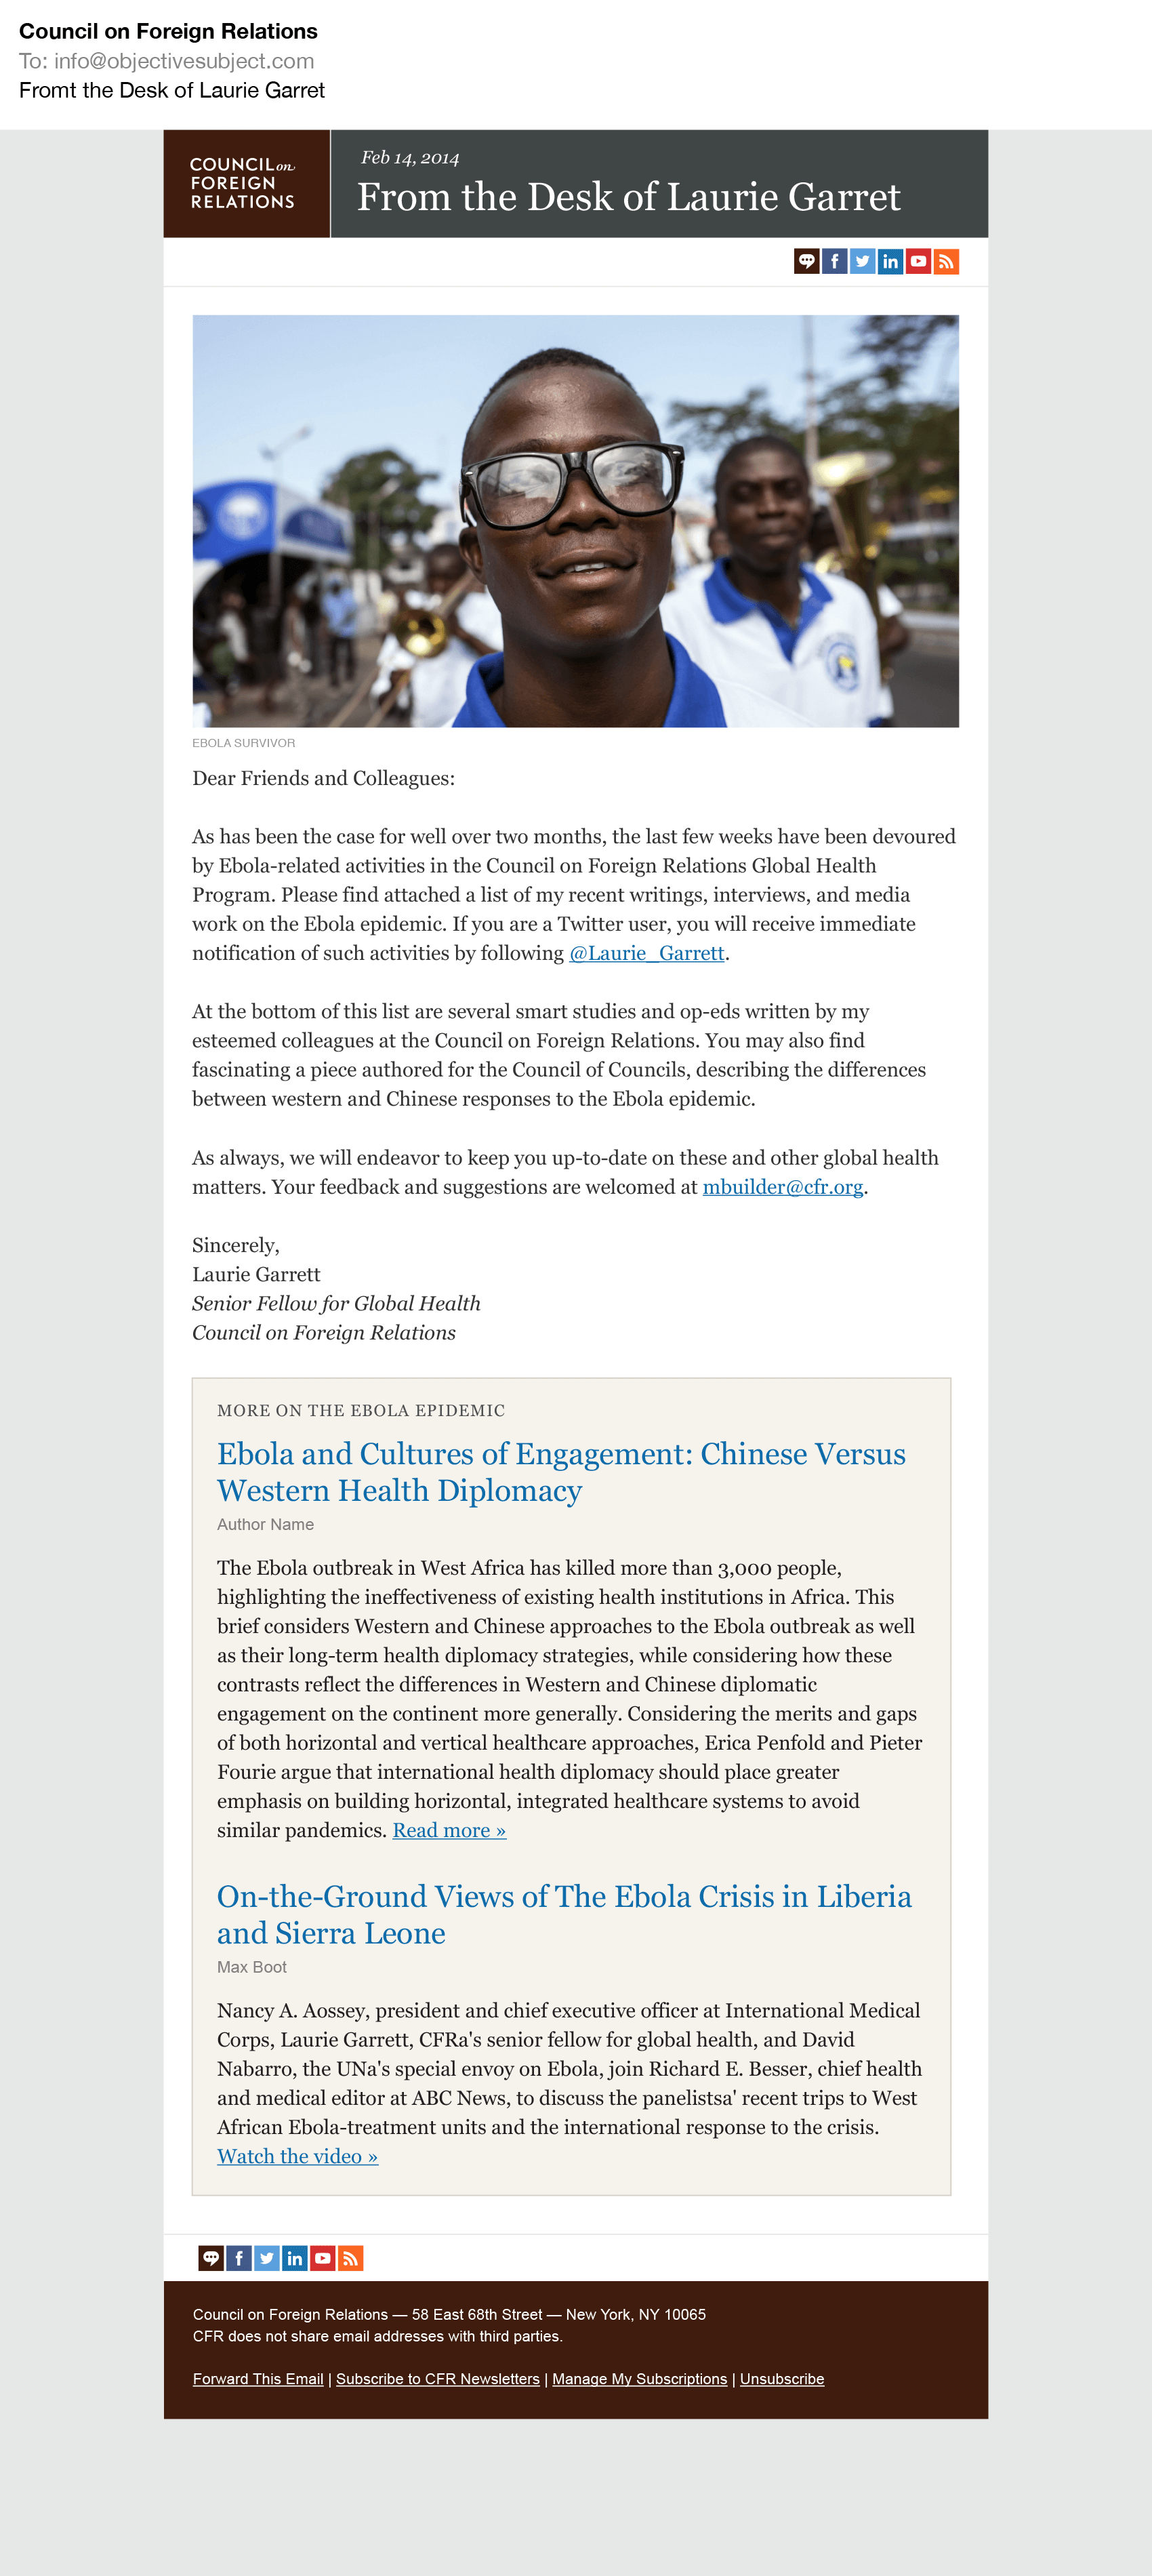 Council on Foreign Relations
To: info@objectivesubject.com
Fromt the Desk of Laurie Garret
COUNCIL on
FOREIGN
RELATIONS
Feb 14, 2014
From the Desk of Laurie Garret
EBOLA SURVIVOR
Dear Friends and Colleagues:
As has been the case for well over two months, the last few weeks have been devoured
by Ebola-related activities in the Council on Foreign Relations Global Health
Program. Please find attached a list of my recent writings, interviews, and media
work on the Ebola epidemic. If you are a Twitter user, you will receive immediate
notification of such activities by following @Laurie_Garrett.
At the bottom of this list are several smart studies and op-eds written by my
esteemed colleagues at the Council on Foreign Relations. You may also find
fascinating a piece authored for the Council of Councils, describing the differences
between western and Chinese responses to the Ebola epidemic.
As always, we will endeavor to keep you up-to-date on these and other global health
matters. Your feedback and suggestions are welcomed at mbuilder@cfr.org.
Sincerely,
Laurie Garrett
Senior Fellow for Global Health
Council on Foreign Relations
MORE ON THE EBOLA EPIDEMIC
Ebola and Cultures of Engagement: Chinese Versus
Western Health Diplomacy
Author Name
The Ebola outbreak in West Africa has killed more than 3,000 people,
highlighting the ineffectiveness of existing health institutions in Africa. This
brief considers Western and Chinese approaches to the Ebola outbreak as well
as their long-term health diplomacy strategies, while considering how these
contrasts reflect the differences in Western and Chinese diplomatic
engagement on the continent more generally. Considering the merits and gaps
of both horizontal and vertical healthcare approaches, Erica Penfold and Pieter
Fourie argue that international health diplomacy should place greater
emphasis on building horizontal, integrated healthcare systems to avoid
similar pandemics. Read more »
On-the-Ground Views of The Ebola Crisis in Liberia
and Sierra Leone
Max Boot
Nancy A. Aossey, president and chief executive officer at International Medical
Corps, Laurie Garrett, CFRa's senior fellow for global health, and David
Nabarro, the UNa's special envoy on Ebola, join Richard E. Besser, chief health
and medical editor at ABC News, to discuss the panelistsa' recent trips to West
African Ebola-treatment units and the international response to the crisis.
Watch the video »
Council on Foreign Relations — 58 East 68th Street — New York, NY 10065
CFR does not share email addresses with third parties.
Forward This Email | Subscribe to CFR Newsletters | Manage My Subscriptions | Unsubscribe